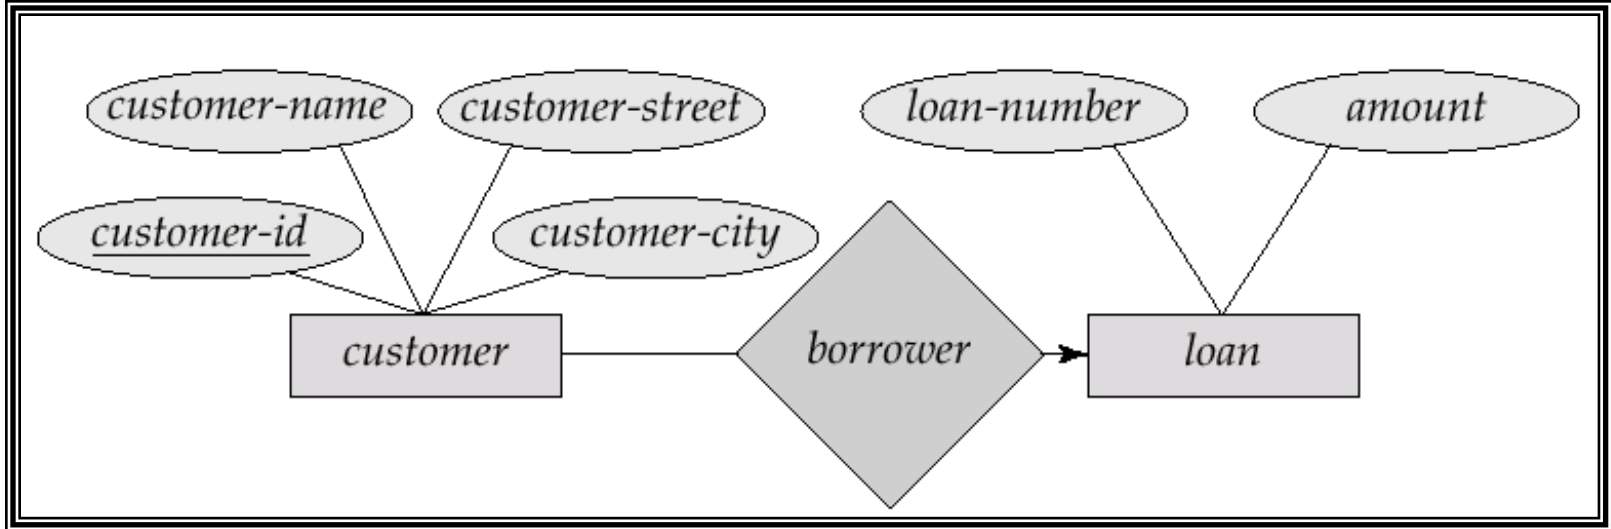 customer-name
customer-street
loan-number
amount
customer-id
customer-city
customer
borrower
loan